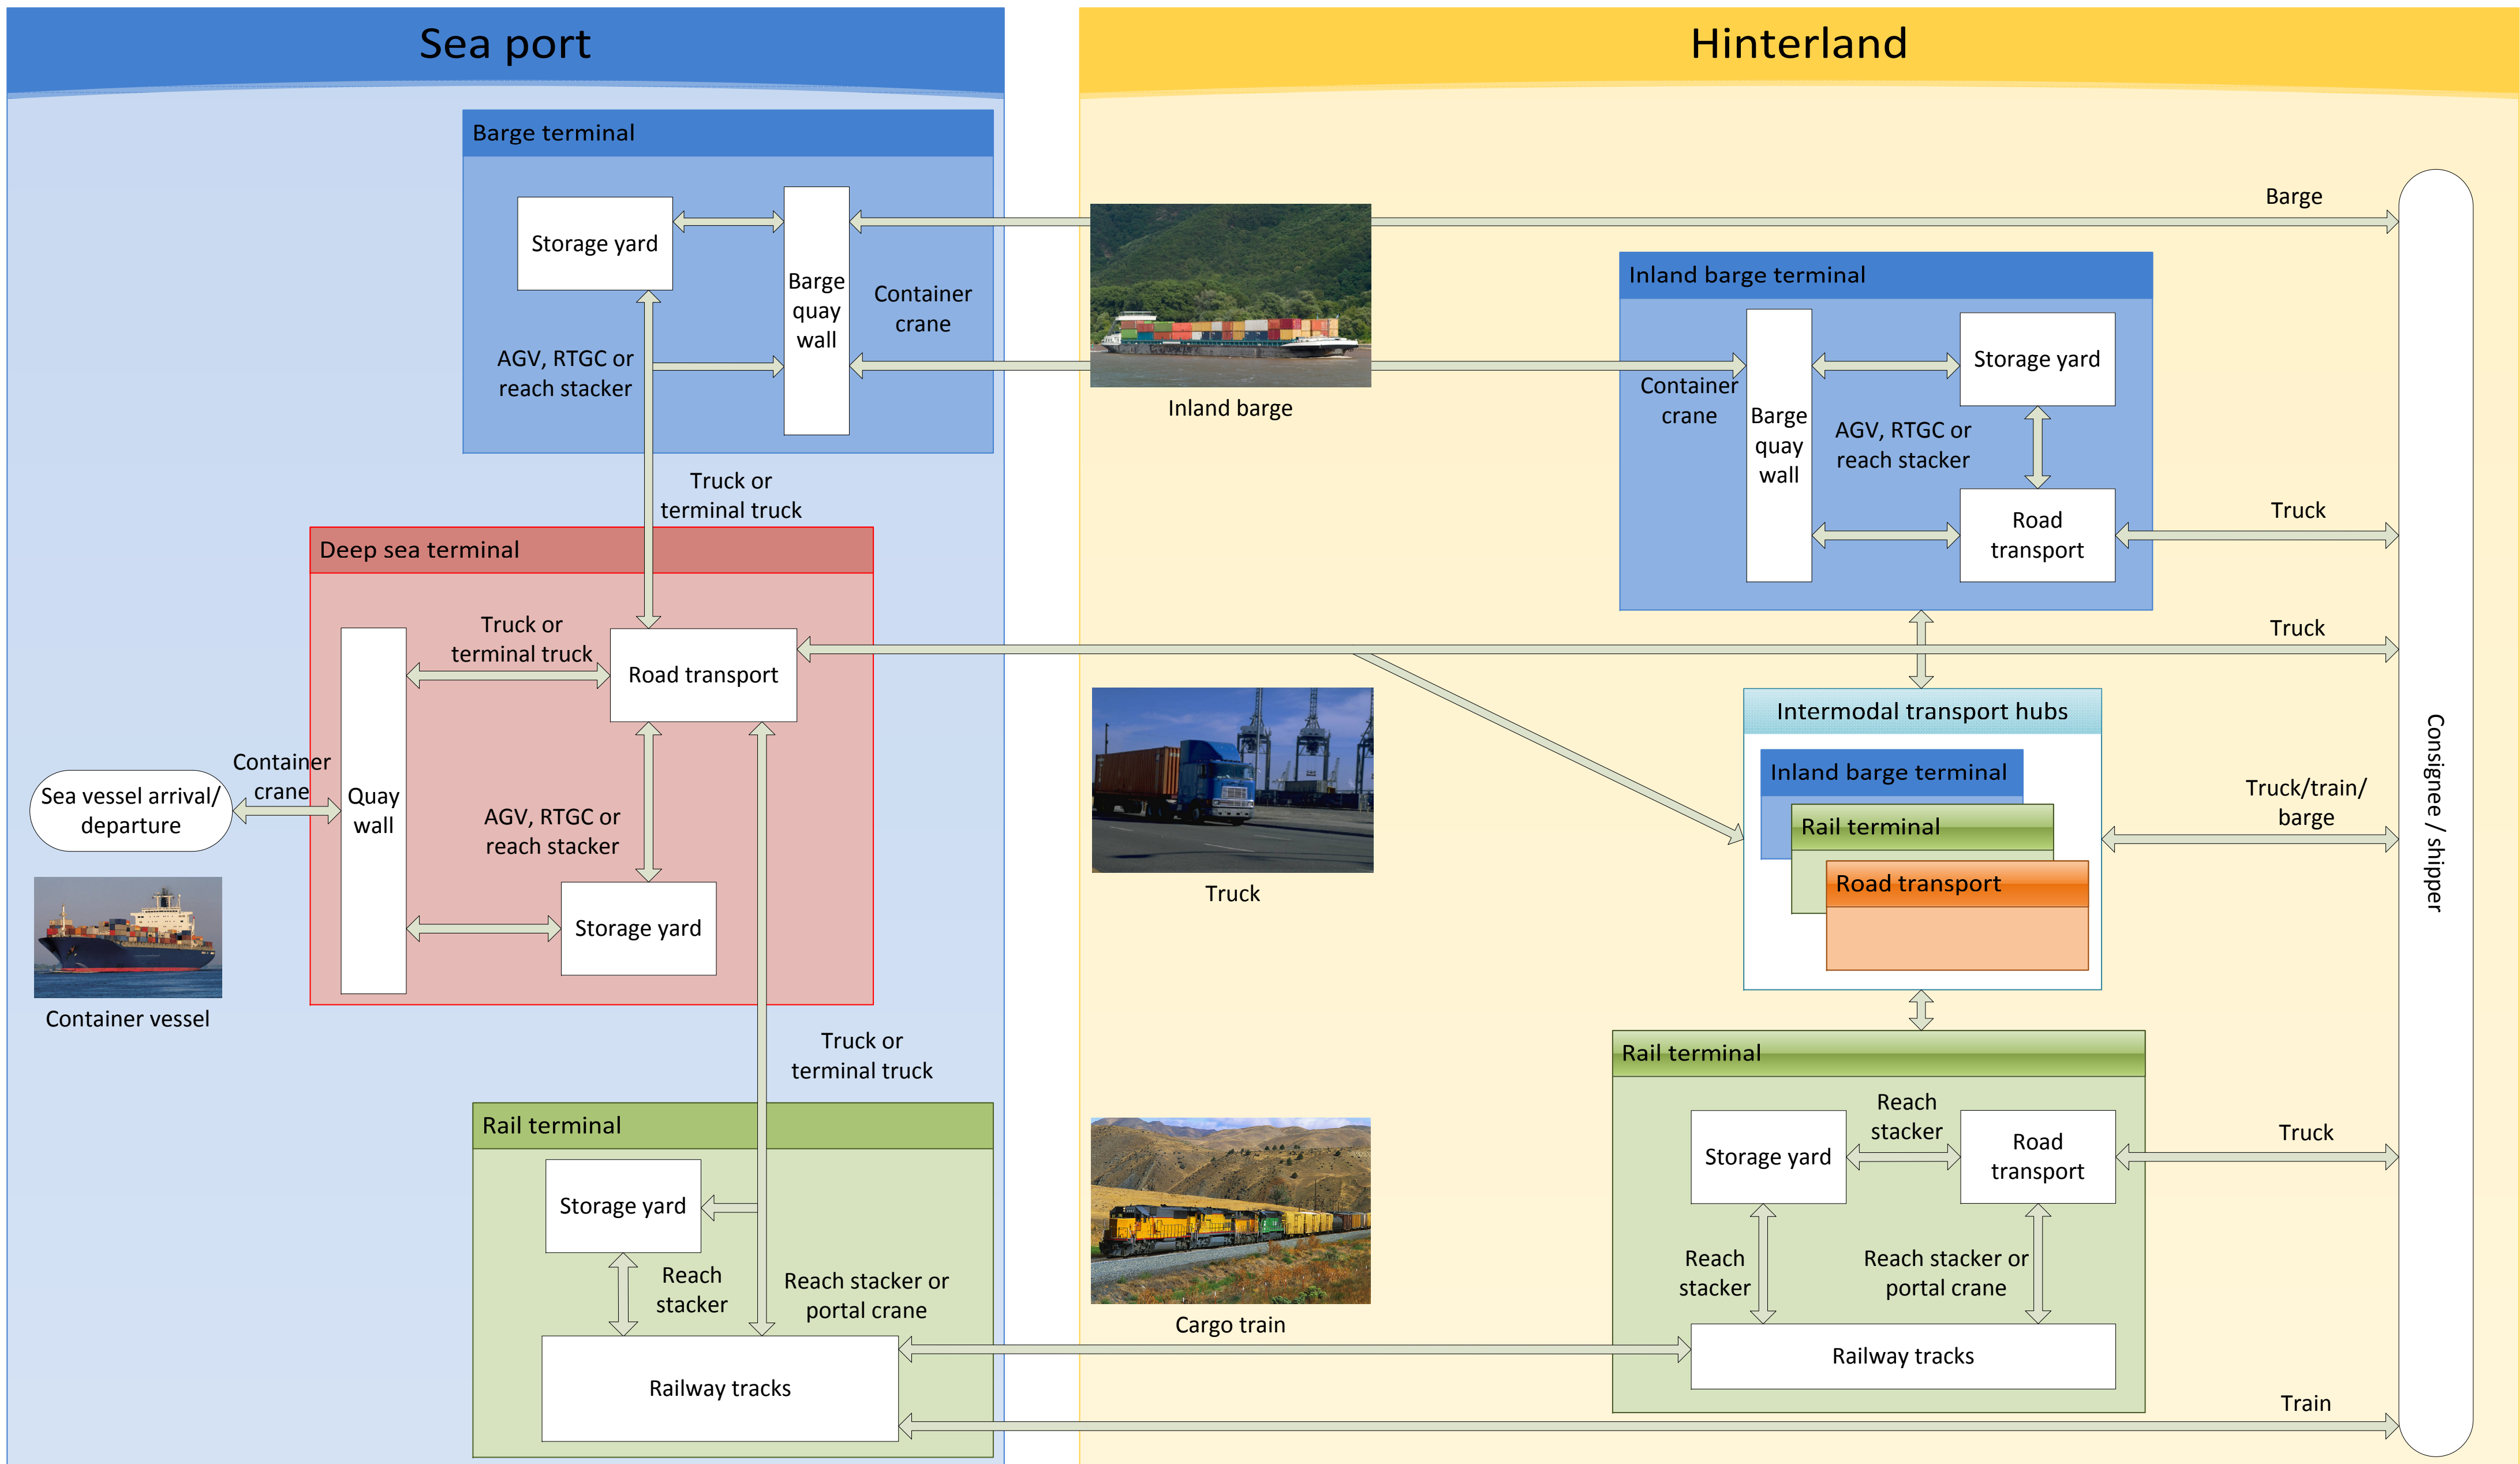 Sea port
Hinterland
Barge terminal
Storage yard
Barge
quay
wall
Container
crane
AGV, RTGC or
reach stacker
Truck or
terminal truck
Deep sea terminal
Truck or
terminal truck
Road transport
Container
crane
Sea vessel arrival/
departure
Quay
wall
AGV, RTGC or
reach stacker
Storage yard
Container vessel
Truck or
terminal truck
Rail terminal
Storage yard
Reach
stacker
Reach stacker or
portal crane
Railway tracks
Inland barge
Truck
Cargo train
Barge
Inland barge terminal
Container
crane
Barge
quay
wall
Storage yard
AGV, RTGC or
reach stacker
Road
transport
Truck
Truck
Intermodal transport hubs
Inland barge terminal
Rail terminal
Road transport
Truck/train/
barge
Rail terminal
Storage yard
Reach
stacker
Road
transport
Truck
Reach
stacker
Reach stacker or
portal crane
Railway tracks
Train
Consignee / shipper